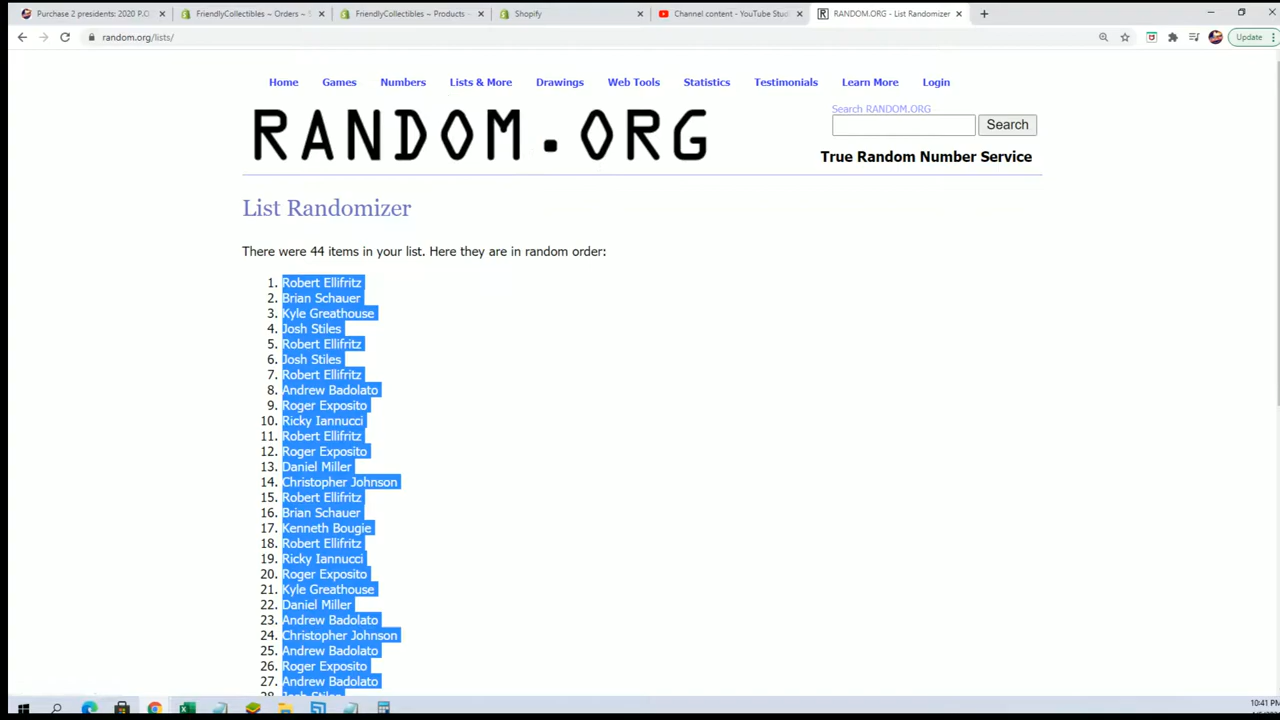 Purchase 2 presidents: 2020 P.O
FriendlyCollectibles ~ Orders ~
FriendlyCollectibles ~ Products ~
Shopify
Channel content - YouTube Stud
RANDOM.ORG - List Randomizer
random.org/lists/
Update
Home Games Numbers Lists & More Drawings Web Tools Statistics Testimonials Learn More Login
RANDOM.ORG
Search RANDOM.ORG
Search
True Random Number Service
List Randomizer
There were 44 items in your list. Here they are in random order:
1. Robert Ellifritz
2. Brian Schauer
3. Kyle Greathouse
4. Josh Stiles
5. Robert Ellifritz
6. Josh Stiles
7. Robert Ellifritz
8. Andrew Badolato
9. Roger Exposito
10. Ricky Iannucci
11. Robert Ellifritz
12. Roger Exposito
13. Daniel Miller
14. Christopher Johnson
15. Robert Ellifritz
16. Brian Schauer
17. Kenneth Bougie
18. Robert Ellifritz
19. Ricky Iannucci
20. Roger Exposito
21. Kyle Greathouse
22. Daniel Miller
23. Andrew Badolato
24. Christopher Johnson
25. Andrew Badolato
26. Roger Exposito
27. Andrew Badolato
28. Josh Stiles
10:41 PM